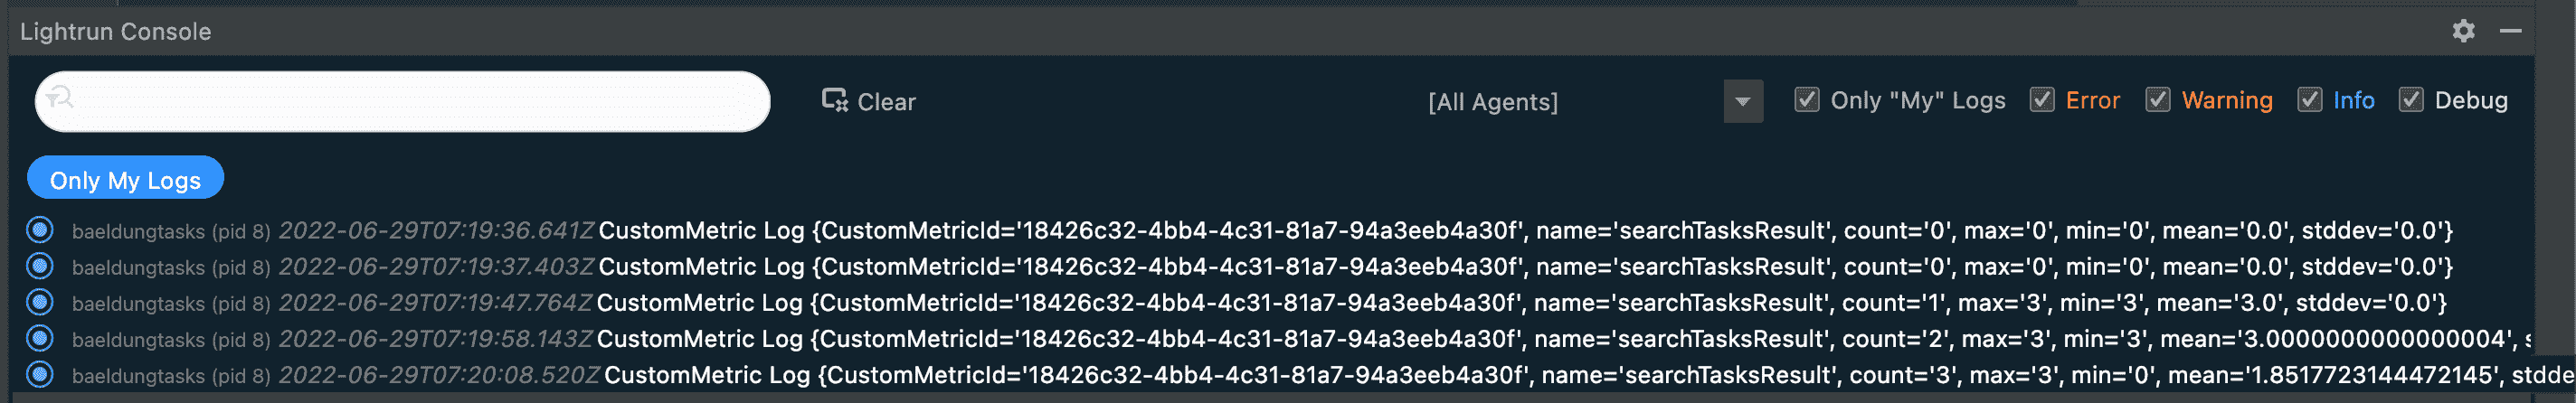 Lightrun Console
Clear [All Agents] Only "My" Logs Error Warning Info Debug
Only My Logs
baeldungtasks (pid 8) 2022-06-29T07:19:36.641Z CustomMetric Log {CustomMetricId='18426c32-4bb4-4c31-81a7-94a3eeb4a30f', name='searchTasksResult', count='0', max='0', min='0', mean='0.0', stddev='0.0'}
baeldungtasks (pid 8) 2022-06-29T07:19:37.403Z CustomMetric Log {CustomMetricId='18426c32-4bb4-4c31-81a7-94a3eeb4a30f', name='searchTasksResult', count='0', max='0', min='0', mean='0.0', stddev='0.0'}
baeldungtasks (pid 8) 2022-06-29T07:19:47.764Z CustomMetric Log {CustomMetricId='18426c32-4bb4-4c31-81a7-94a3eeb4a30f', name='searchTasksResult', count='1', max='3', min='3', mean='3.0', stddev='0.0'}
baeldungtasks (pid 8) 2022-06-29T07:19:58.143Z CustomMetric Log {CustomMetricId='18426c32-4bb4-4c31-81a7-94a3eeb4a30f', name='searchTasksResult', count='2', max='3', min='3', mean='3.0000000000000004', s
baeldungtasks (pid 8) 2022-06-29T07:20:08.520Z CustomMetric Log {CustomMetricId='18426c32-4bb4-4c31-81a7-94a3eeb4a30f', name='searchTasksResult', count='3', max='3', min='0', mean='1.8517723144472145', stdde